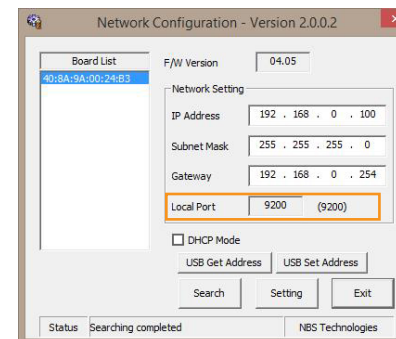 Network Configuration - Version 2.0.0.2
Board List
40:8A:9A:00:24:B3
F/W Version 04.05
Network Setting
IP Address 192 . 168 . 0 . 100
Subnet Mask 255 . 255 . 255 . 0
Gateway 192 . 168 . 0 . 254
Local Port 9200 (9200)
DHCP Mode
USB Get Address USB Set Address
Search Setting Exit
Status Searching completed NBS Technologies